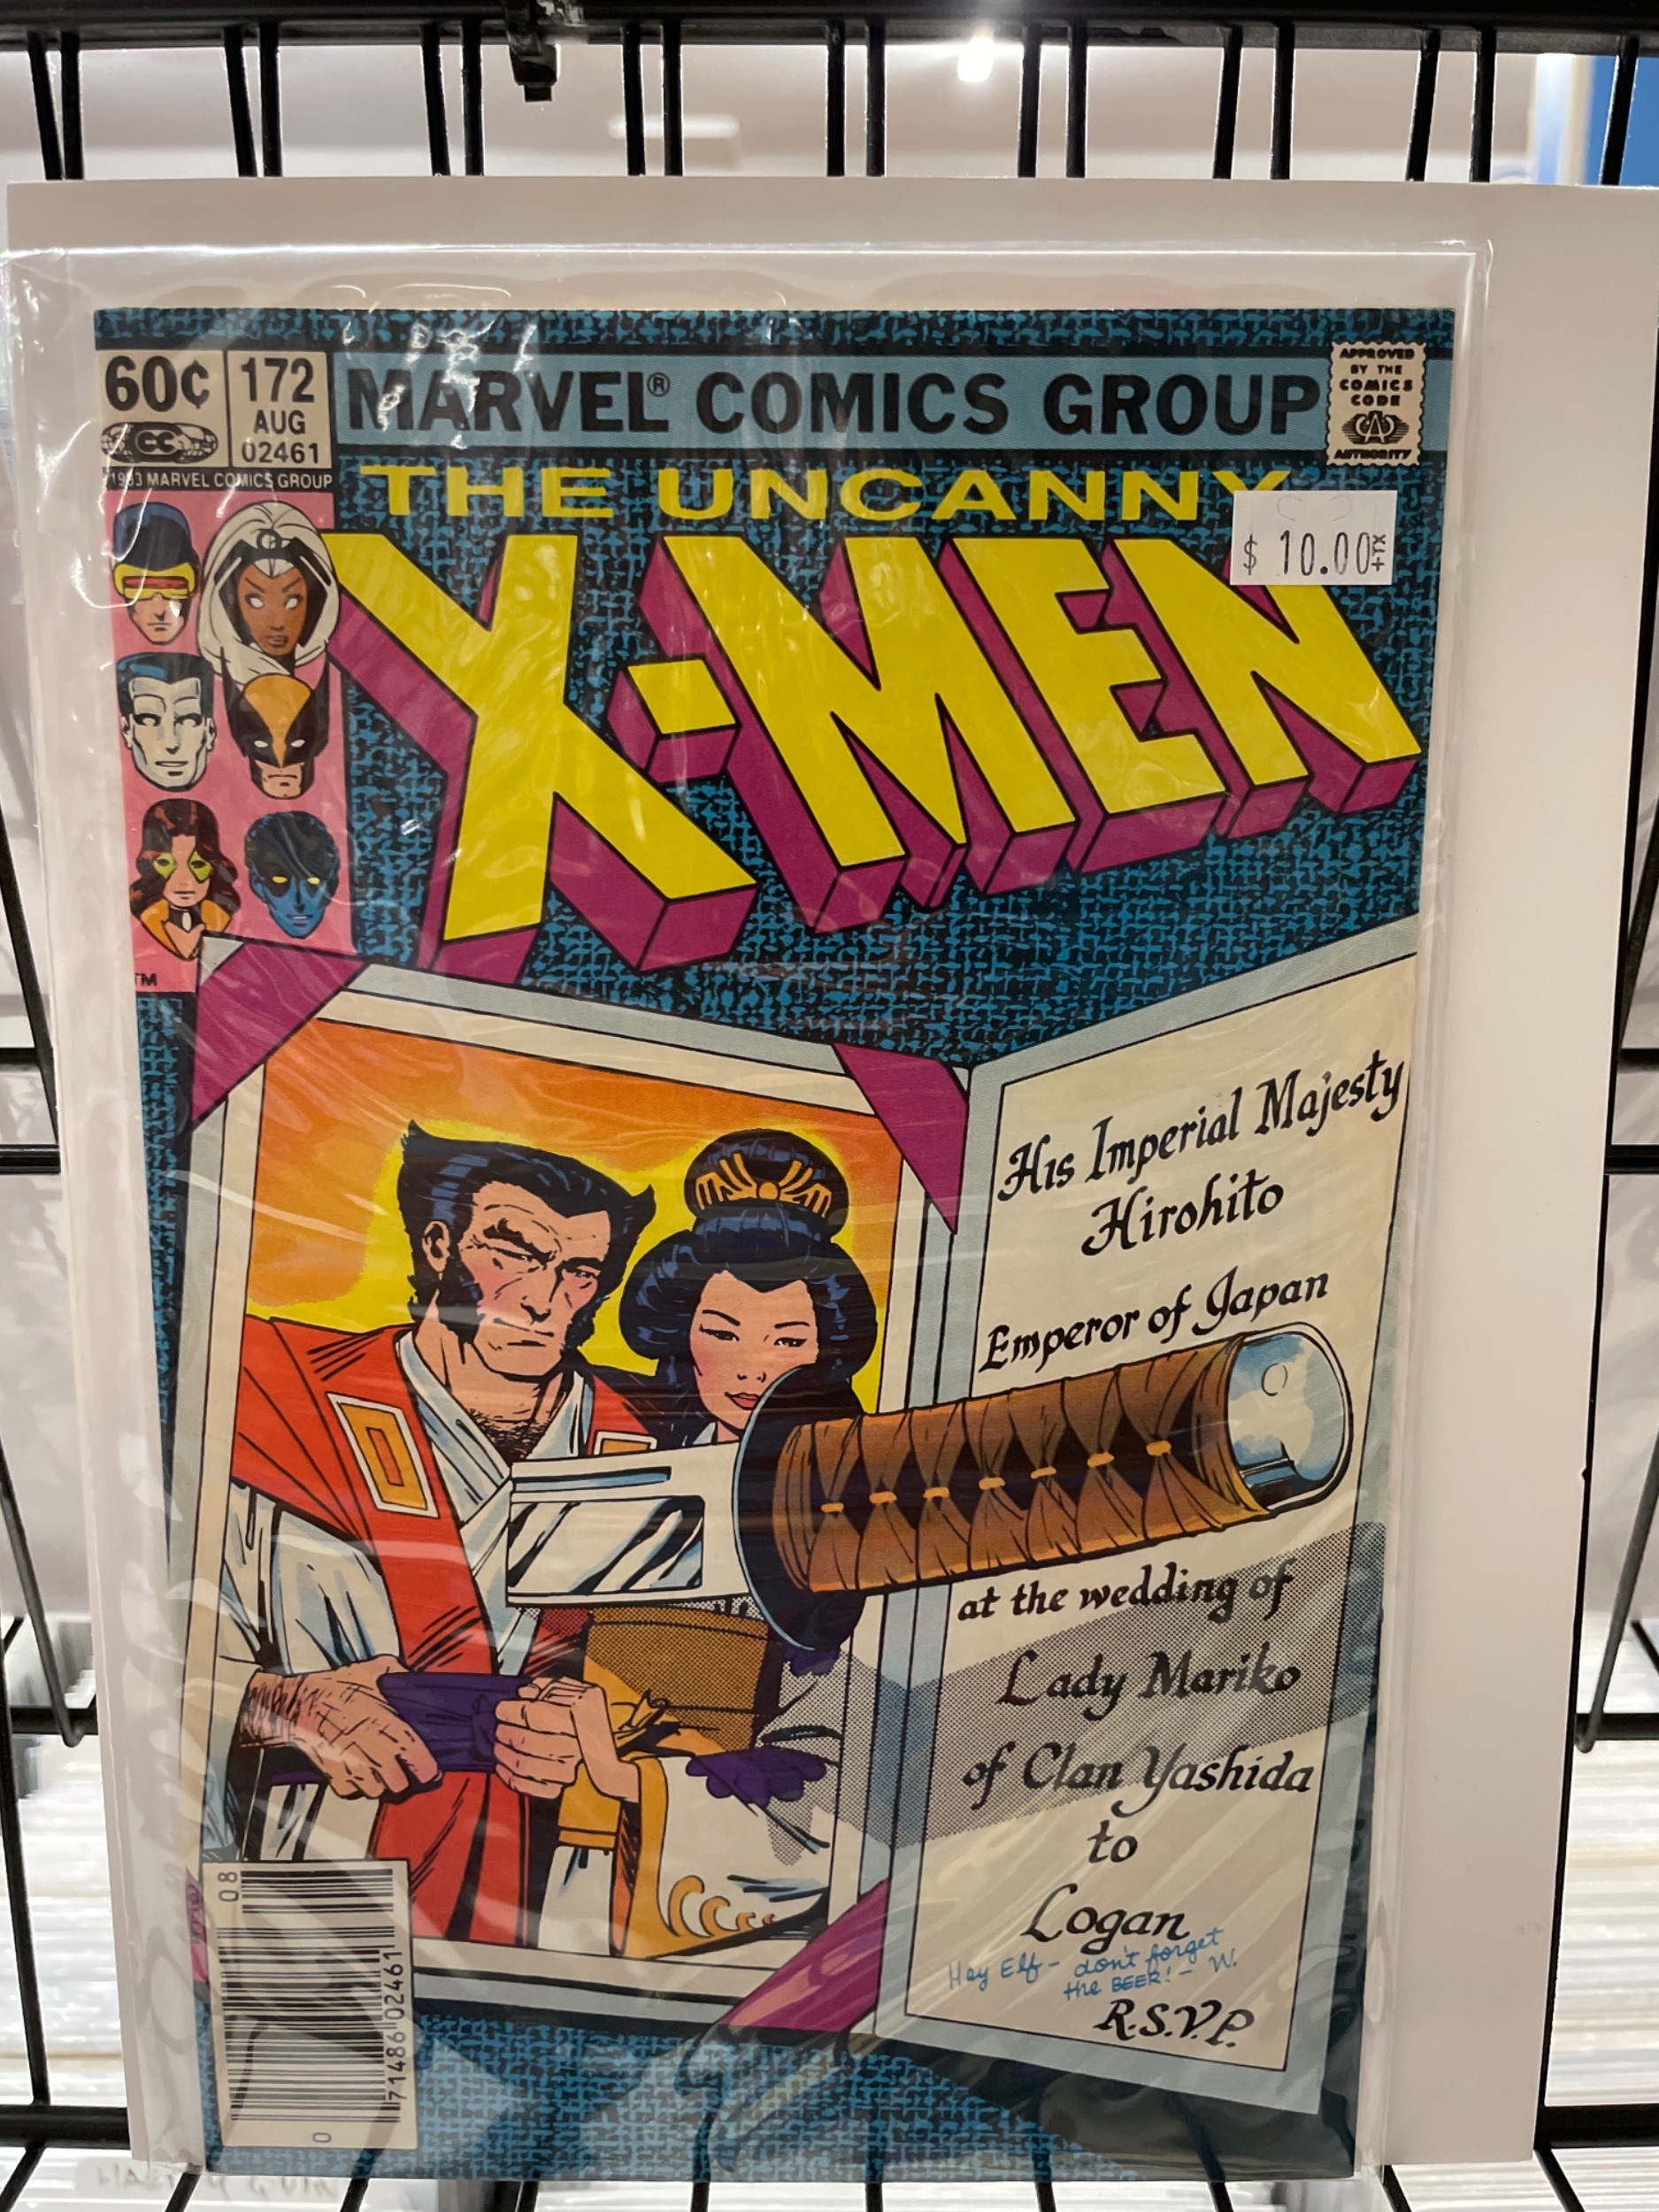 60¢
172
AUG
02461
CC
MARVEL® COMICS GROUP
APPROVED
BY THE
COMICS
CODE
A
AUTHORITY
1983 MARVEL COMICS GROUP
THE UNCANNY
X-MEN
$ 10.00 +TX
TM
His Imperial Majesty
Hirohito
Emperor of Japan
at the wedding of
Lady Mariko
of Clan Yashida
to
Logan
Hey Elf - don't forget
the BEER! - W.
R.S.V.P.
08
71486 02461
0